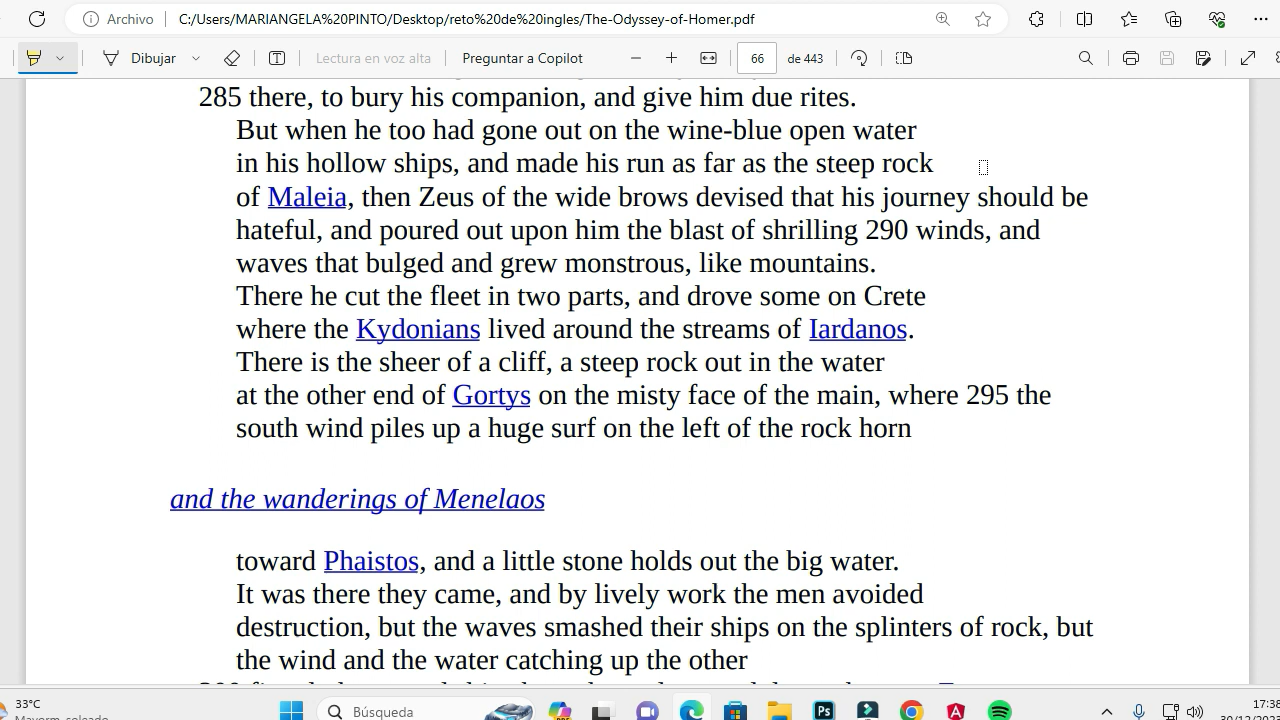 Archivo C:/Users/MARIANGELA%20PINTO/Desktop/reto%20de%20ingles/The-Odyssey-of-Homer.pdf
Dibujar Lectura en voz alta Preguntar a Copilot 66 de 443
285 there, to bury his companion, and give him due rites.
But when he too had gone out on the wine-blue open water
in his hollow ships, and made his run as far as the steep rock
of Maleia, then Zeus of the wide brows devised that his journey should be
hateful, and poured out upon him the blast of shrilling 290 winds, and
waves that bulged and grew monstrous, like mountains.
There he cut the fleet in two parts, and drove some on Crete
where the Kydonians lived around the streams of Iardanos.
There is the sheer of a cliff, a steep rock out in the water
at the other end of Gortys on the misty face of the main, where 295 the
south wind piles up a huge surf on the left of the rock horn
and the wanderings of Menelaos
toward Phaistos, and a little stone holds out the big water.
It was there they came, and by lively work the men avoided
destruction, but the waves smashed their ships on the splinters of rock, but
the wind and the water catching up the other
33°C
Mayorm. soleado
Búsqueda
17:38